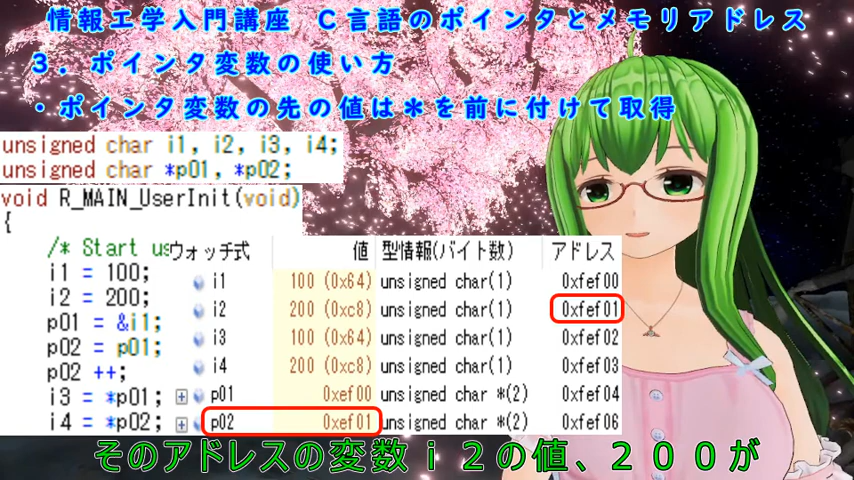 情報工学入門講座 C言語のポインタとメモリアドレス
３．ポインタ変数の使い方
・ポインタ変数の先の値は＊を前に付けて取得
unsigned char i1, i2, i3, i4;
unsigned char *p01, *p02;
void R_MAIN_UserInit(void)
{
/* Start us
i1 = 100;
i2 = 200;
p01 = &i1;
p02 = p01;
p02 ++;
i3 = *p01;
i4 = *p02;
ウォッチ式 値 型情報(バイト数) アドレス
i1 100 (0x64) unsigned char(1) 0xfef00
i2 200 (0xc8) unsigned char(1) 0xfef01
i3 100 (0x64) unsigned char(1) 0xfef02
i4 200 (0xc8) unsigned char(1) 0xfef03
p01 0xef00 unsigned char *(2) 0xfef04
p02 0xef01 unsigned char *(2) 0xfef06
そのアドレスの変数ｉ２の値、２００が